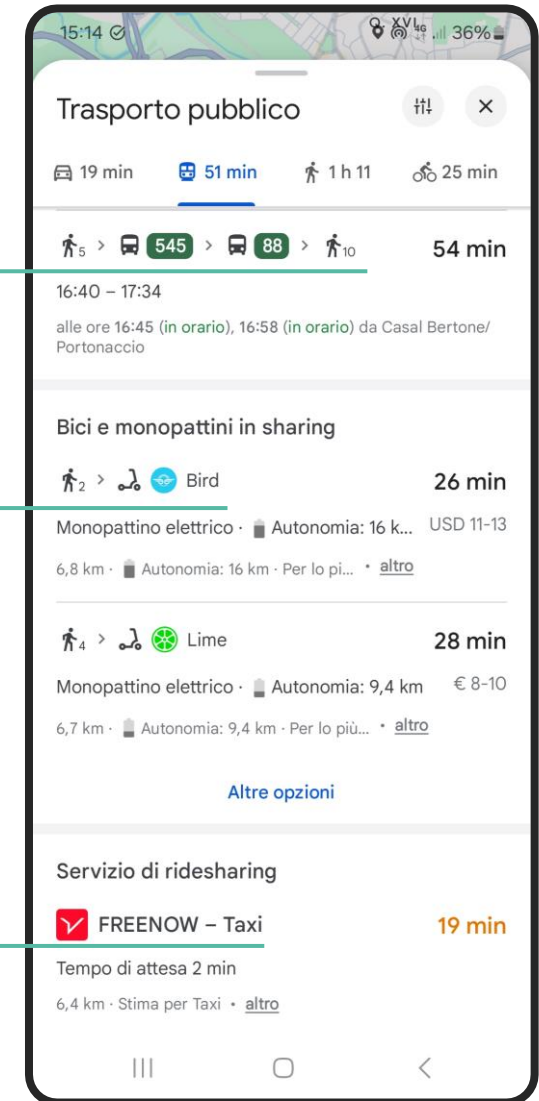 15:14 4G 36%
Trasporto pubblico
19 min 51 min 1 h 11 25 min
5 > 545 > 88 > 10 54 min
16:40 – 17:34
alle ore 16:45 (in orario), 16:58 (in orario) da Casal Bertone/
Portonaccio
Bici e monopattini in sharing
2 > Bird 26 min
Monopattino elettrico · Autonomia: 16 k... USD 11-13
6,8 km · Autonomia: 16 km · Per lo pi... • altro
4 > Lime 28 min
Monopattino elettrico · Autonomia: 9,4 km € 8-10
6,7 km · Autonomia: 9,4 km · Per lo più... • altro
Altre opzioni
Servizio di ridesharing
FREENOW – Taxi 19 min
Tempo di attesa 2 min
6,4 km · Stima per Taxi • altro